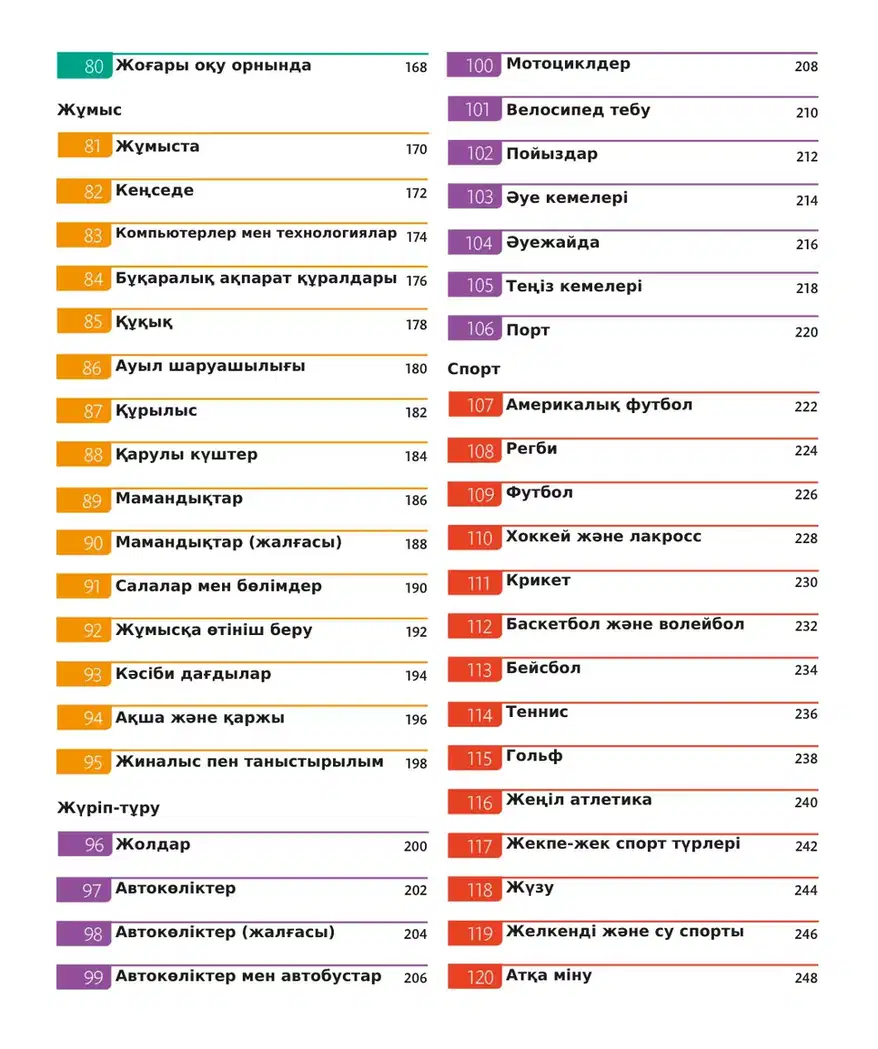 80 Жоғары оқу орнында 168
Жұмыс
81 Жұмыста 170
82 Кеңседе 172
83 Компьютерлер мен технологиялар 174
84 Бұқаралық ақпарат құралдары 176
85 Құқық 178
86 Ауыл шаруашылығы 180
87 Құрылыс 182
88 Қарулы күштер 184
89 Мамандықтар 186
90 Мамандықтар (жалғасы) 188
91 Салалар мен бөлімдер 190
92 Жұмысқа өтініш беру 192
93 Кәсіби дағдылар 194
94 Ақша және қаржы 196
95 Жиналыс пен таныстырылым 198
Жүріп-тұру
96 Жолдар 200
97 Автокөліктер 202
98 Автокөліктер (жалғасы) 204
99 Автокөліктер мен автобустар 206
100 Мотоциклдер 208
101 Велосипед тебу 210
102 Пойыздар 212
103 Әуе кемелері 214
104 Әуежайда 216
105 Теңіз кемелері 218
106 Порт 220
Спорт
107 Америкалық футбол 222
108 Регби 224
109 Футбол 226
110 Хоккей және лакросс 228
111 Крикет 230
112 Баскетбол және волейбол 232
113 Бейсбол 234
114 Теннис 236
115 Гольф 238
116 Жеңіл атлетика 240
117 Жекпе-жек спорт түрлері 242
118 Жүзу 244
119 Желкенді және су спорты 246
120 Атқа міну 248